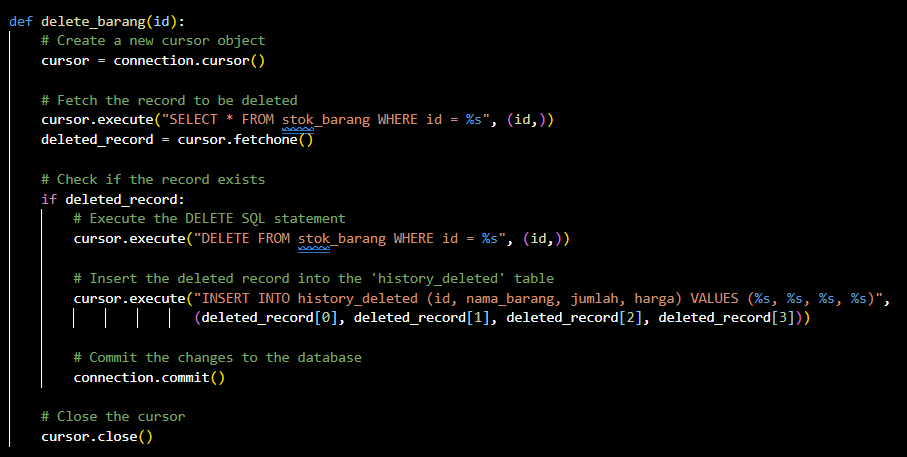 def delete_barang(id):
# Create a new cursor object
cursor = connection.cursor()
# Fetch the record to be deleted
cursor.execute("SELECT * FROM stok_barang WHERE id = %s", (id,))
deleted_record = cursor.fetchone()
# Check if the record exists
if deleted_record:
# Execute the DELETE SQL statement
cursor.execute("DELETE FROM stok_barang WHERE id = %s", (id,))
# Insert the deleted record into the 'history_deleted' table
cursor.execute("INSERT INTO history_deleted (id, nama_barang, jumlah, harga) VALUES (%s, %s, %s, %s)",
(deleted_record[0], deleted_record[1], deleted_record[2], deleted_record[3]))
# Commit the changes to the database
connection.commit()
# Close the cursor
cursor.close()